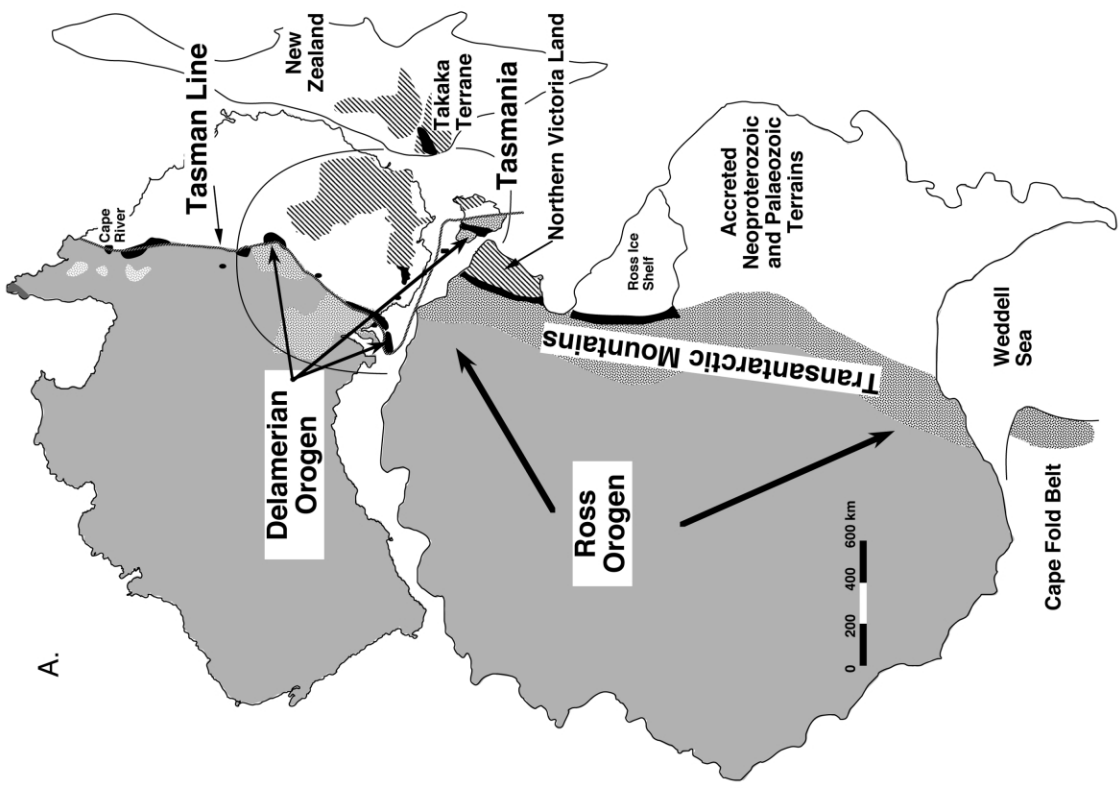 A.
Cape
River
Tasman Line
New
Zealand
Takaka
Terrane
Tasmania
Northern Victoria Land
Delamerian
Orogen
Ross
Orogen
Transantarctic Mountains
Ross Ice
Shelf
Accreted
Neoproterozoic
and Palaeozoic
Terrains
Weddell
Sea
Cape Fold Belt
0 200 400 600 km